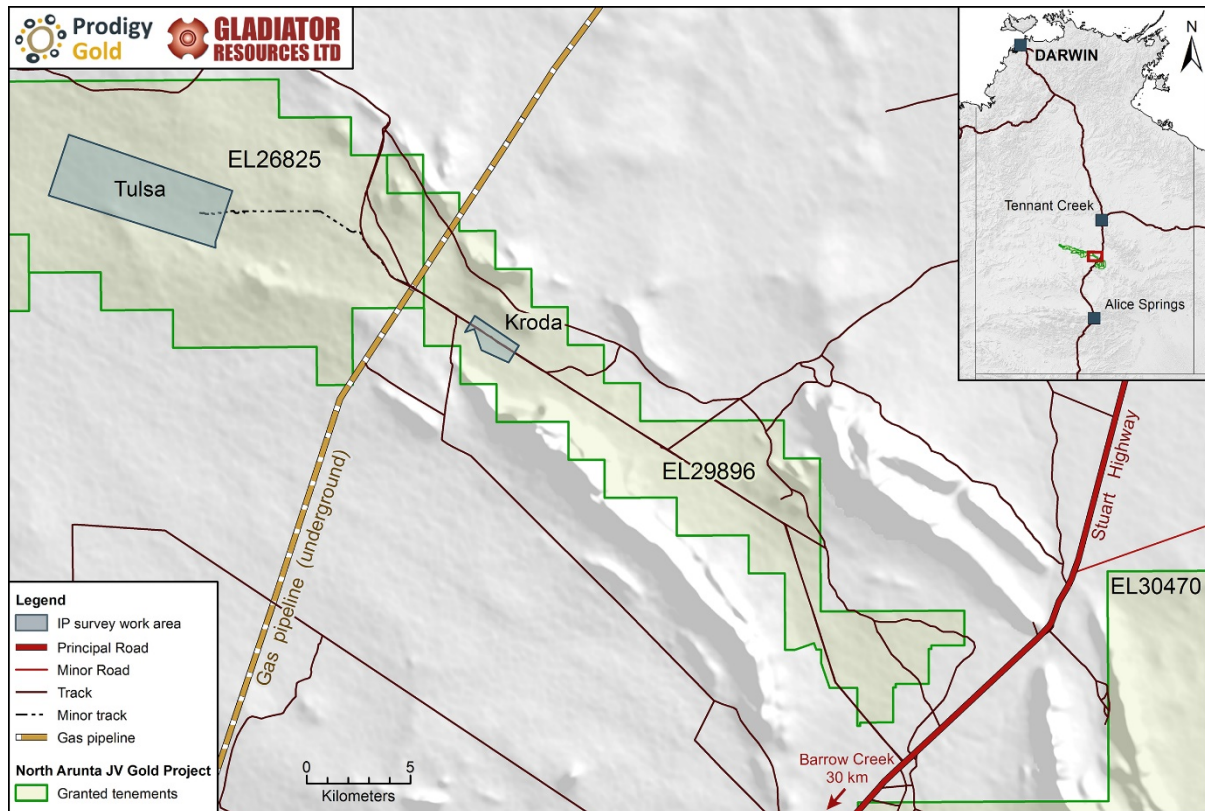 Prodigy
Gold
GLADIATOR
RESOURCES LTD
N
DARWIN
Tennant Creek
Alice Springs
EL26825
Tulsa
Kroda
EL29896
Stuart Highway
EL30470
Gas pipeline (underground)
Barrow Creek
30 km
Legend
IP survey work area
Principal Road
Minor Road
Track
Minor track
Gas pipeline
North Arunta JV Gold Project
Granted tenements
0 5
Kilometers